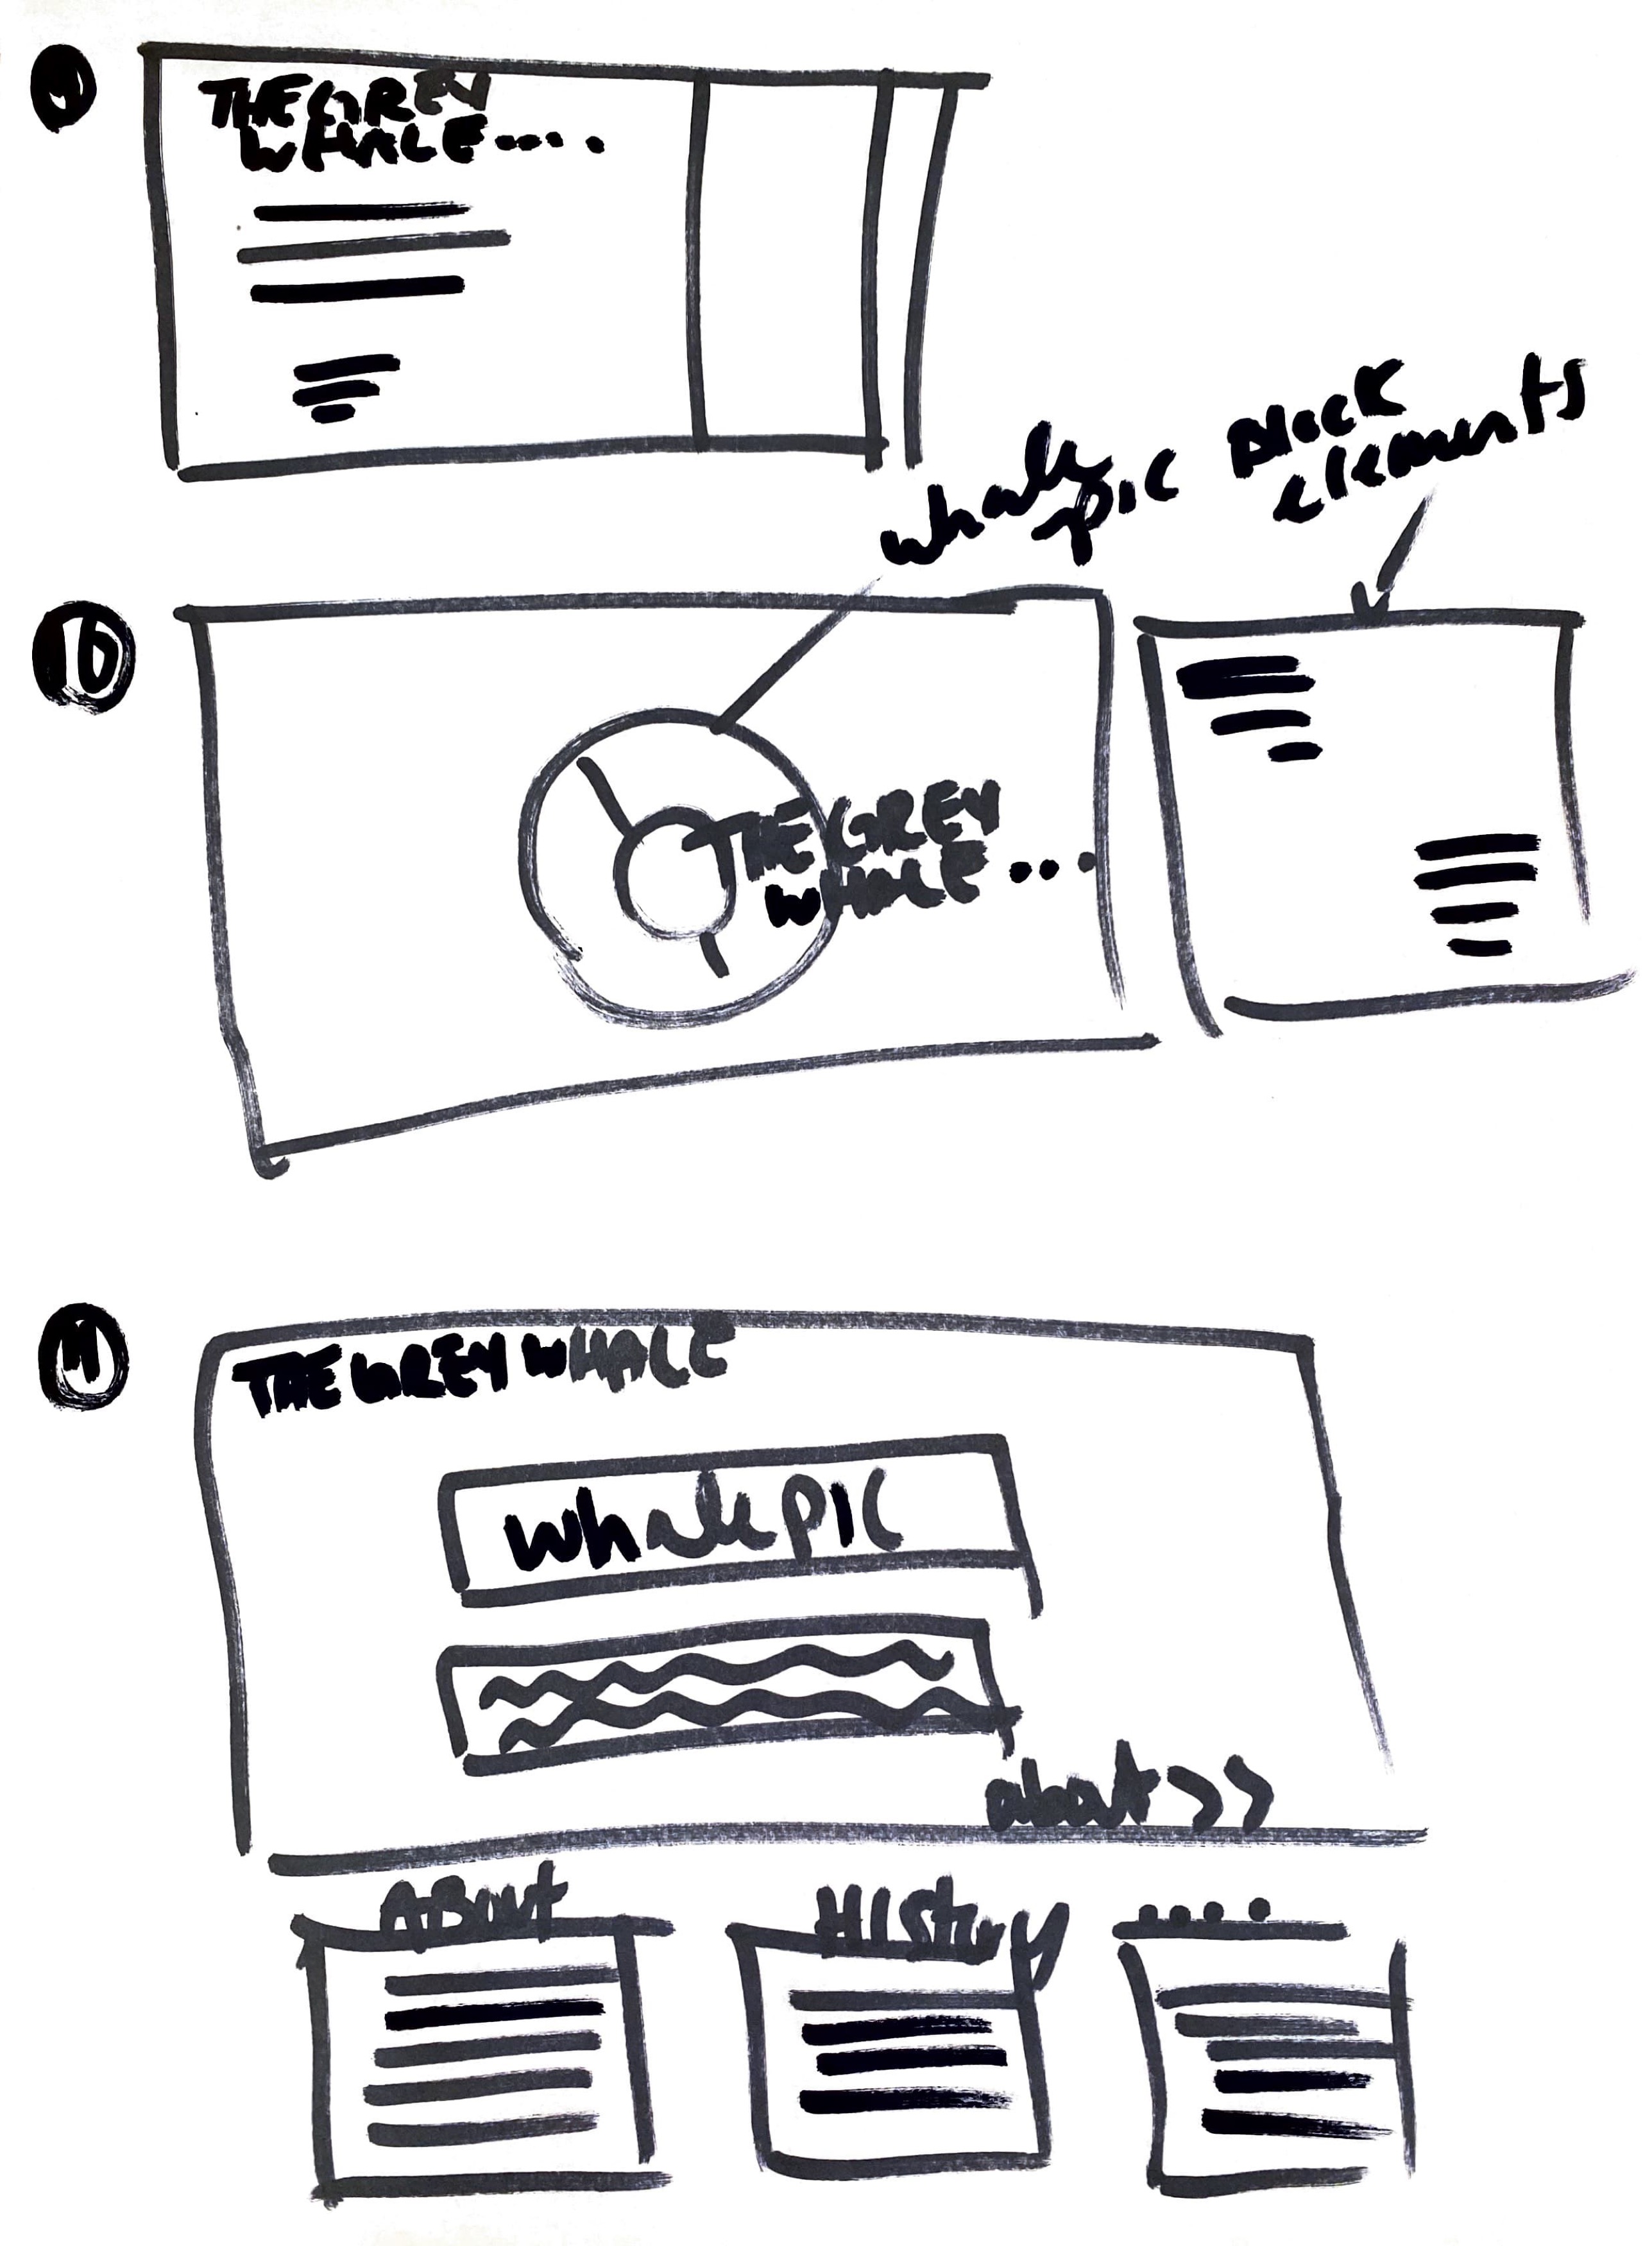 THE GREY
WHALE....
whale
pic
Block
elements
10
THE GREY
WHALE ...
11
THE GREY WHALE
whale pic
about >>
ABOUT
HIStory
....